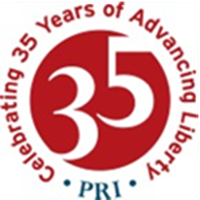 Celebrating 35 Years of Advancing Liberty
35
• PRI •